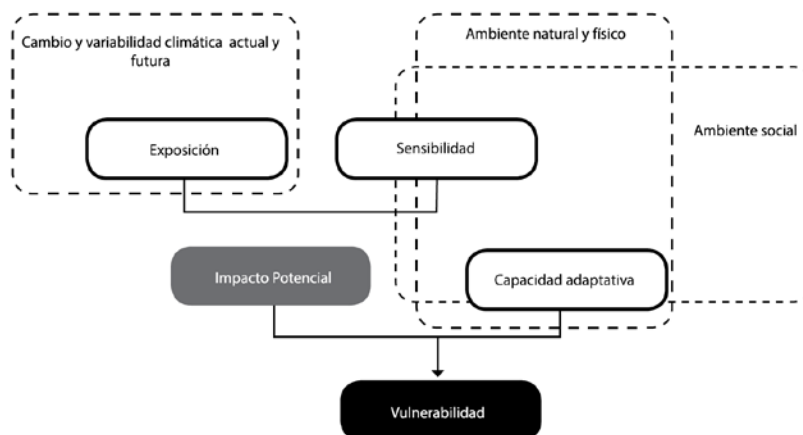 Cambio y variabilidad climática actual y
futura
Ambiente natural y físico
Ambiente social
Exposición
Sensibilidad
Impacto Potencial
Capacidad adaptativa
Vulnerabilidad